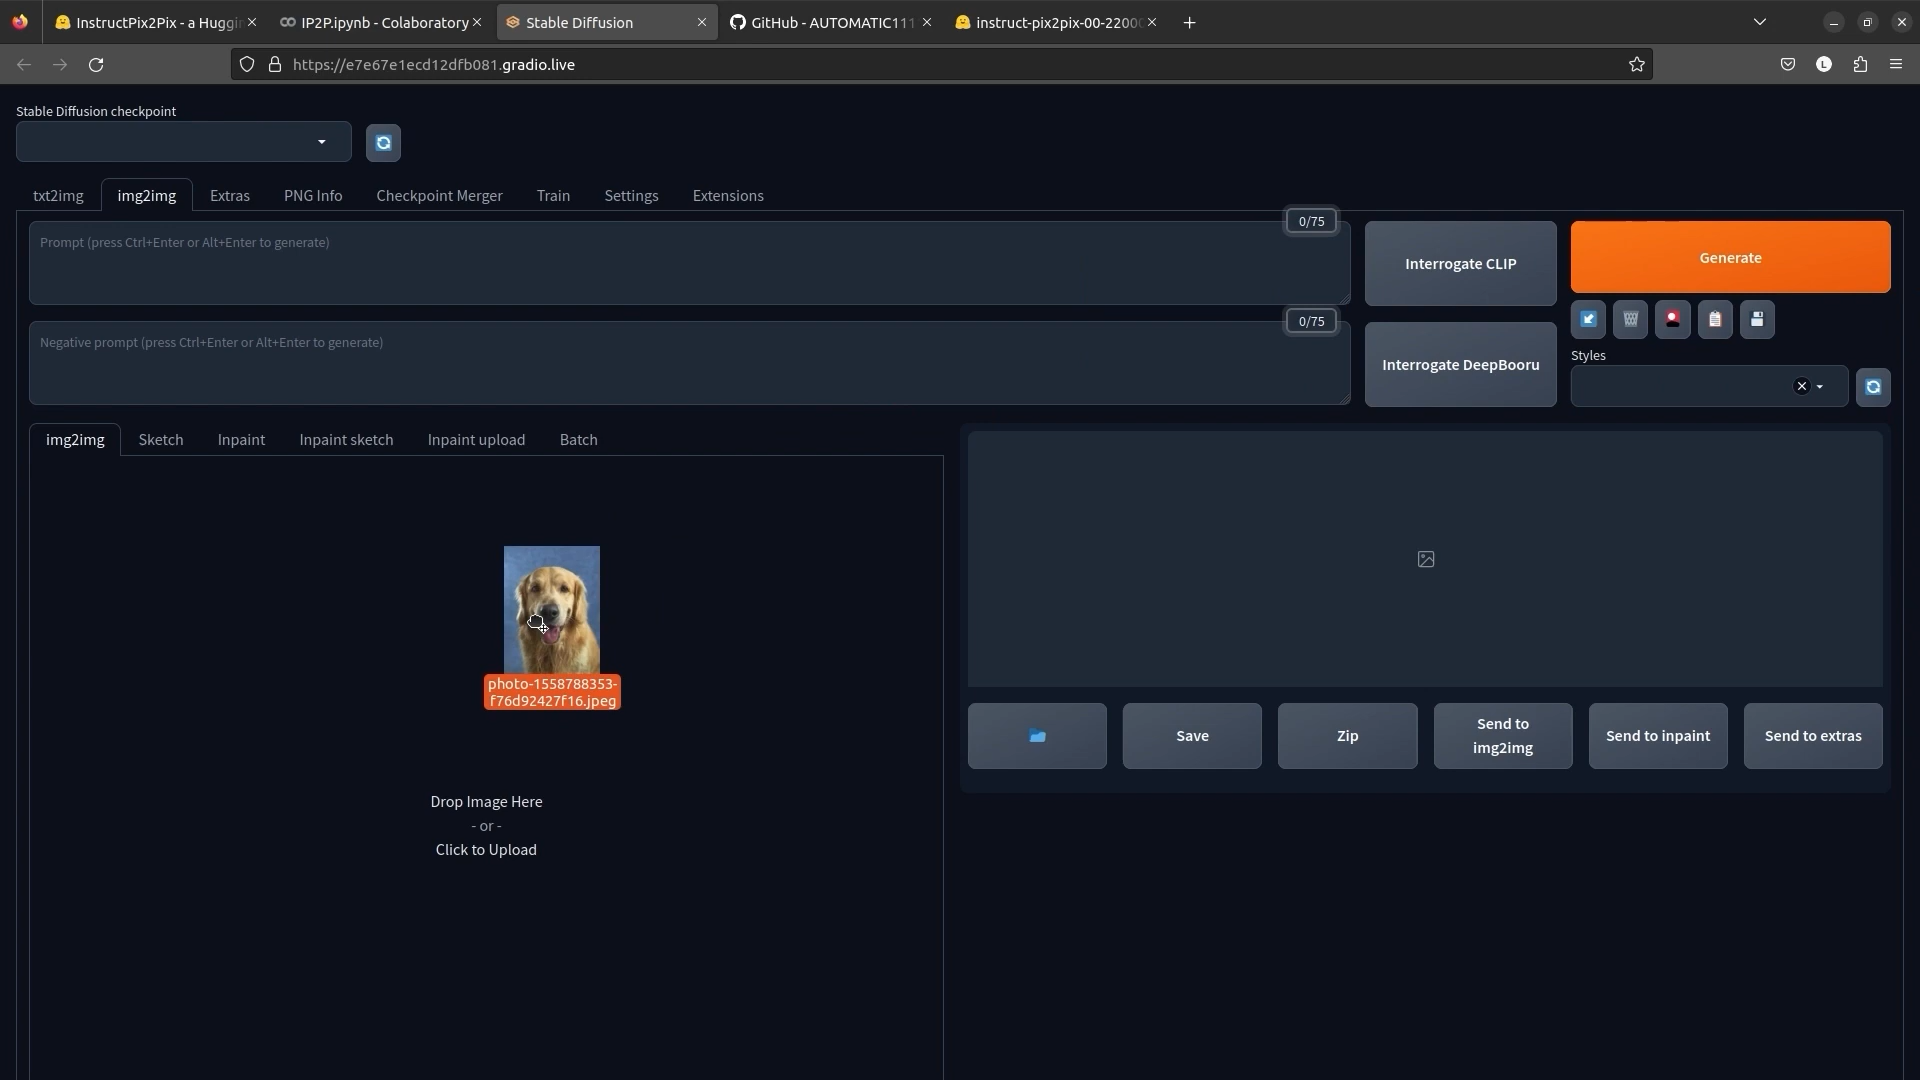 InstructPix2Pix - a Huggi
IP2P.ipynb - Colaboratory
Stable Diffusion
GitHub - AUTOMATIC111
instruct-pix2pix-00-2200
https://e7e67e1ecd12dfb081.gradio.live
L
Stable Diffusion checkpoint
txt2img
img2img
Extras
PNG Info
Checkpoint Merger
Train
Settings
Extensions
Prompt (press Ctrl+Enter or Alt+Enter to generate)
0/75
Interrogate CLIP
Generate
Negative prompt (press Ctrl+Enter or Alt+Enter to generate)
0/75
Interrogate DeepBooru
Styles
img2img
Sketch
Inpaint
Inpaint sketch
Inpaint upload
Batch
photo-1558788353-
f76d92427f16.jpeg
Drop Image Here
- or -
Click to Upload
Save
Zip
Send to
img2img
Send to inpaint
Send to extras